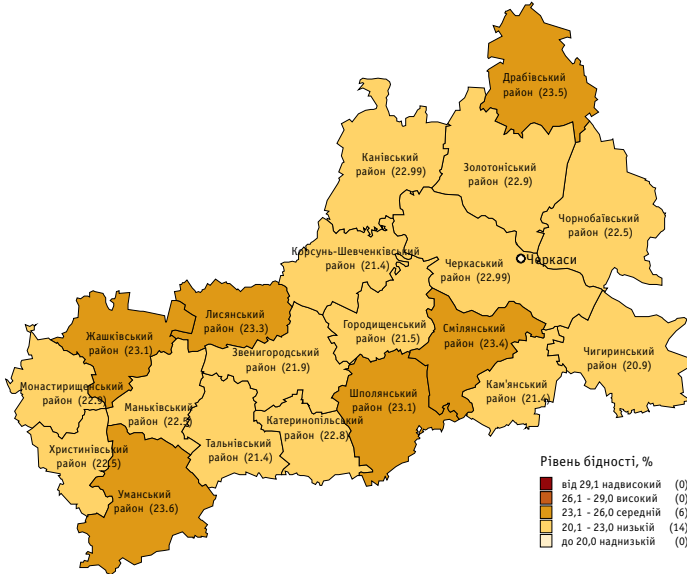 Драбівський
район (23.5)
Канівський
район (22.99)
Золотоніський
район (22.9)
Чорнобаївський
район (22.5)
Корсунь-Шевченківський
район (21.4)
Черкаський
район (22.99)
Черкаси
Лисянський
район (23.3)
Городищенський
район (21.5)
Смілянський
район (23.4)
Жашківський
район (23.1)
Звенигородський
район (21.9)
Чигиринський
район (20.9)
Монастирищенський
район (22.9)
Маньківський
район (22.5)
Шполянський
район (23.1)
Кам'янський
район (21.4)
Катеринопільський
район (22.8)
Тальнівський
район (21.4)
Христинівський
район (22.5)
Уманський
район (23.6)
Рівень бідності, %
від 29,1 надвисокий (0)
26,1 - 29,0 високий (0)
23,1 - 26,0 середній (6)
20,1 - 23,0 низькій (14)
до 20,0 наднизькій (0)